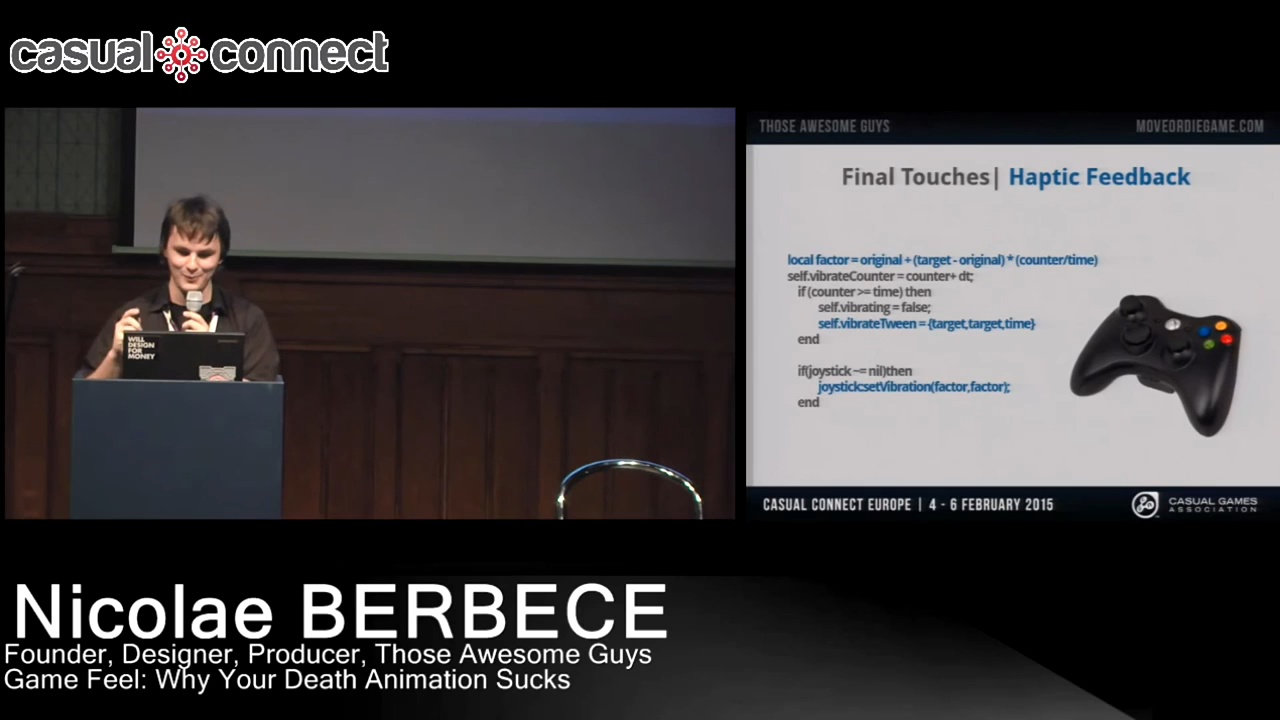 casual connect
THOSE AWESOME GUYS
MOVEORDIEGAME.COM
Final Touches| Haptic Feedback
local factor = original + (target - original) * (counter/time)
self.vibrateCounter = counter+ dt;
if (counter >= time) then
self.vibrating = false;
self.vibrateTween = {target,target,time}
end
if(joystick ~= nil)then
joystick:setVibration(factor,factor);
end
WILL
DESIGN
FOR
MONEY
CASUAL CONNECT EUROPE | 4 - 6 FEBRUARY 2015
CASUAL GAMES
ASSOCIATION
Nicolae BERBECE
Founder, Designer, Producer, Those Awesome Guys
Game Feel: Why Your Death Animation Sucks